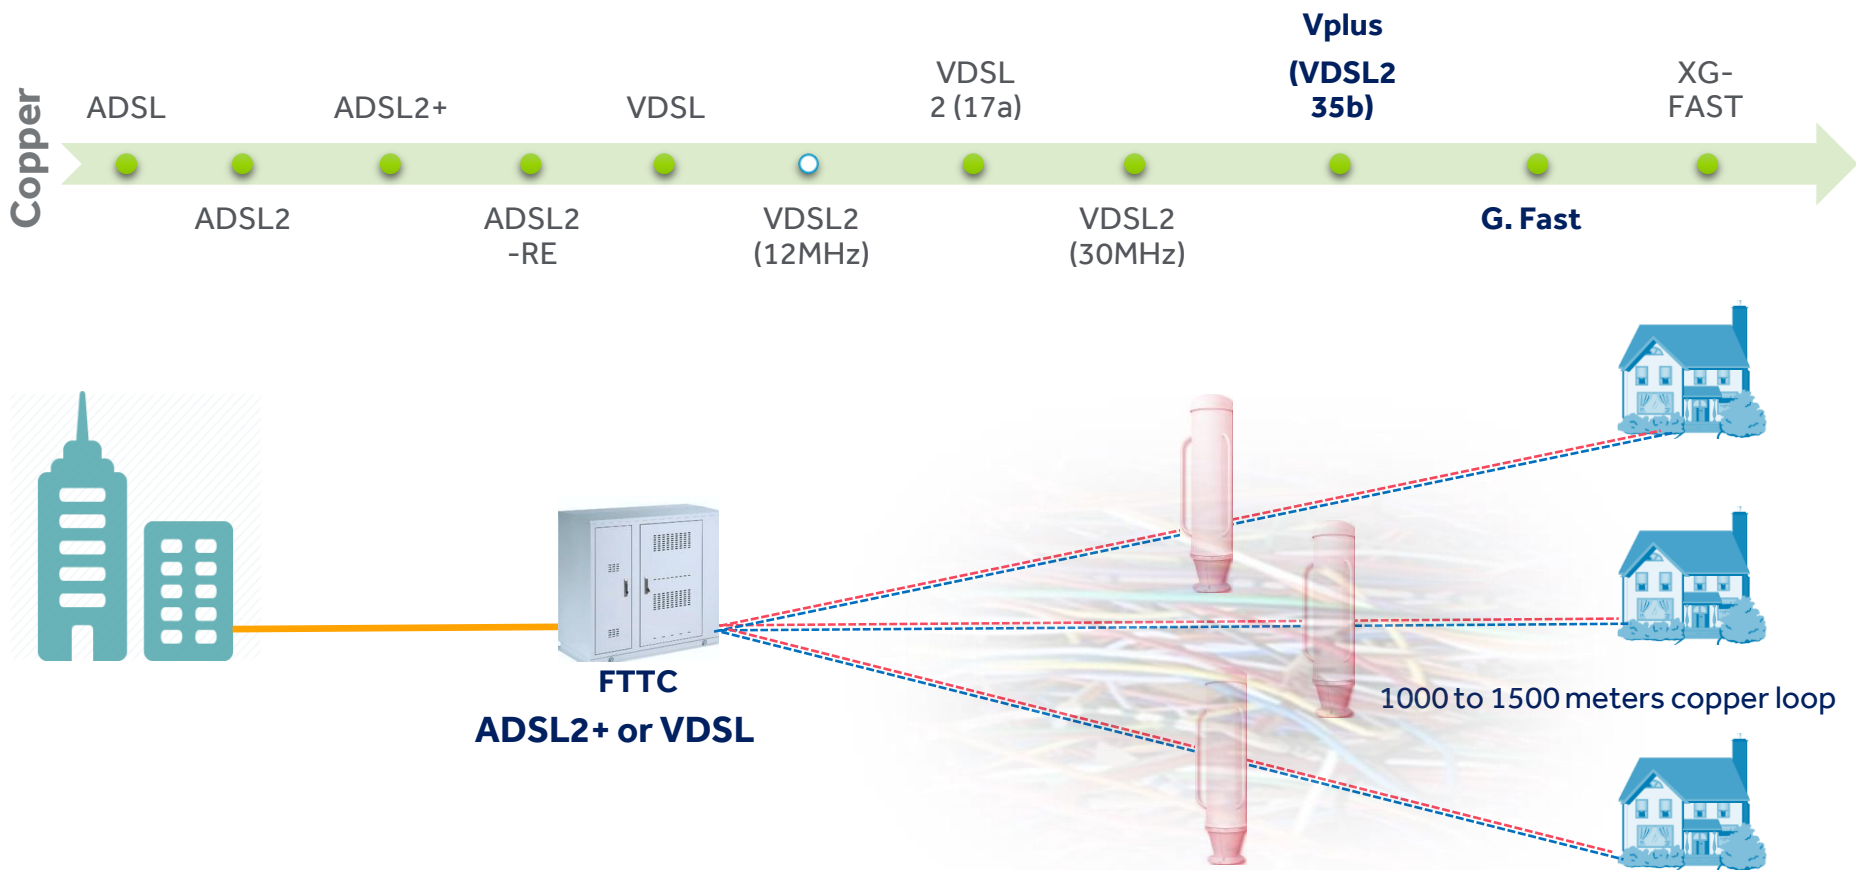 Copper
ADSL
ADSL2
ADSL2+
ADSL2
-RE
VDSL
VDSL2
(12MHz)
VDSL
2 (17a)
VDSL2
(30MHz)
Vplus
(VDSL2
35b)
G. Fast
XG-
FAST
FTTC
ADSL2+ or VDSL
1000 to 1500 meters copper loop